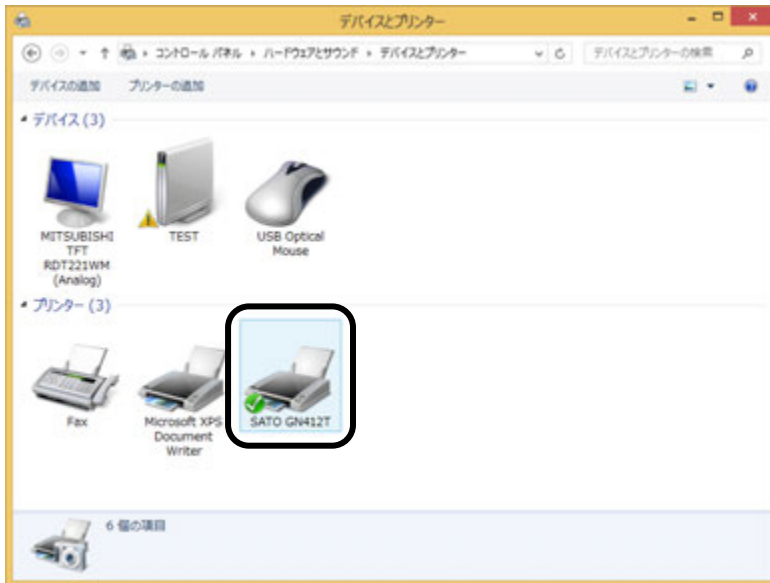 デバイスとプリンター
コントロール パネル ▸ ハードウェアとサウンド ▸ デバイスとプリンター
デバイスとプリンターの検索
デバイスの追加 プリンターの追加
デバイス (3)
MITSUBISHI
TFT
RDT221WM
(Analog)
TEST
USB Optical
Mouse
プリンター (3)
Fax
Microsoft XPS
Document
Writer
SATO GN412T
6 個の項目